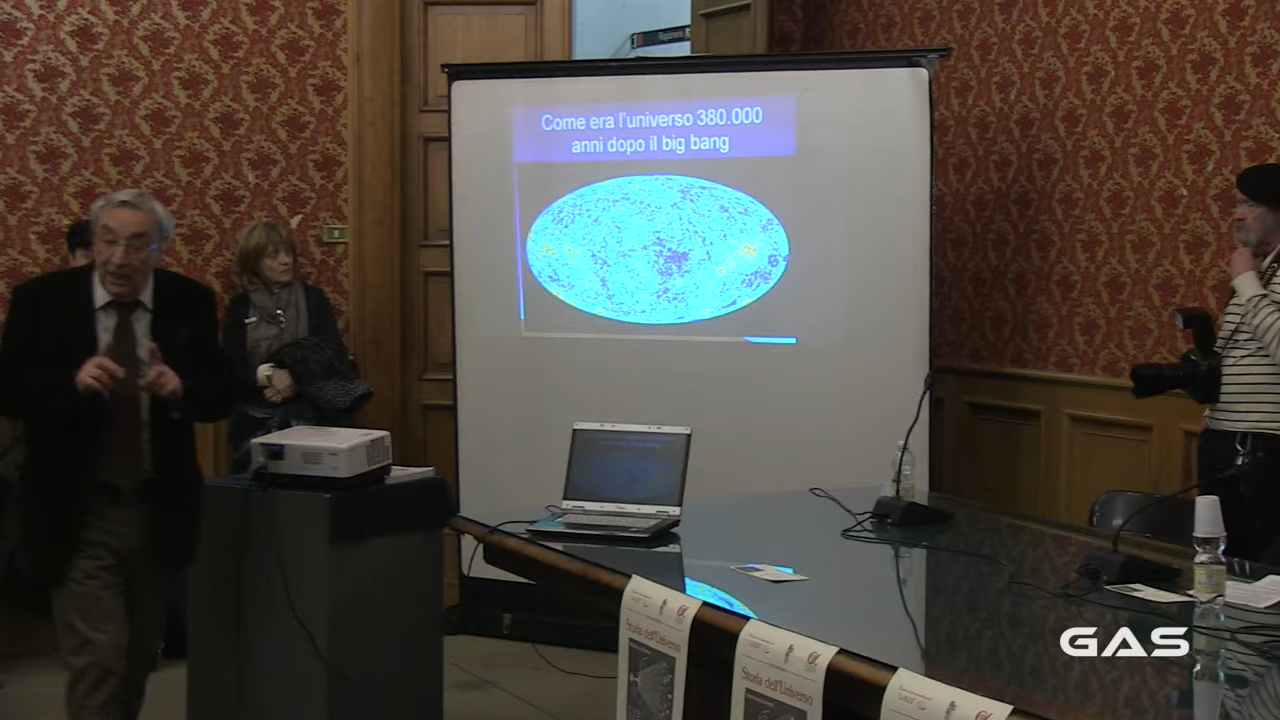 Come era l'universo 380.000
anni dopo il big bang
Storia dell'Universo
Storia dell'Universo
GAS